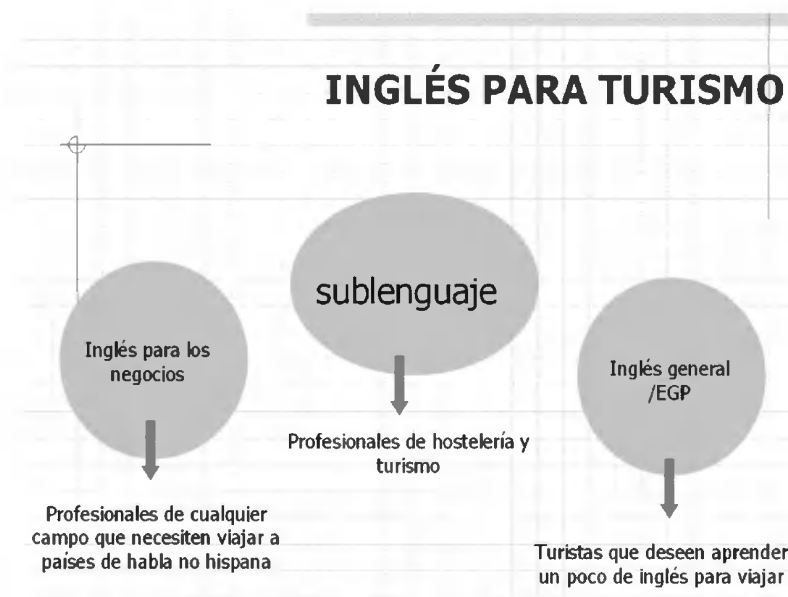 INGLÉS PARA TURISMO
sublenguaje
Inglés para los
negocios
Inglés general
/EGP
Profesionales de hostelería y
turismo
Profesionales de cualquier
campo que necesiten viajar a
países de habla no hispana
Turistas que deseen aprender
un poco de inglés para viajar